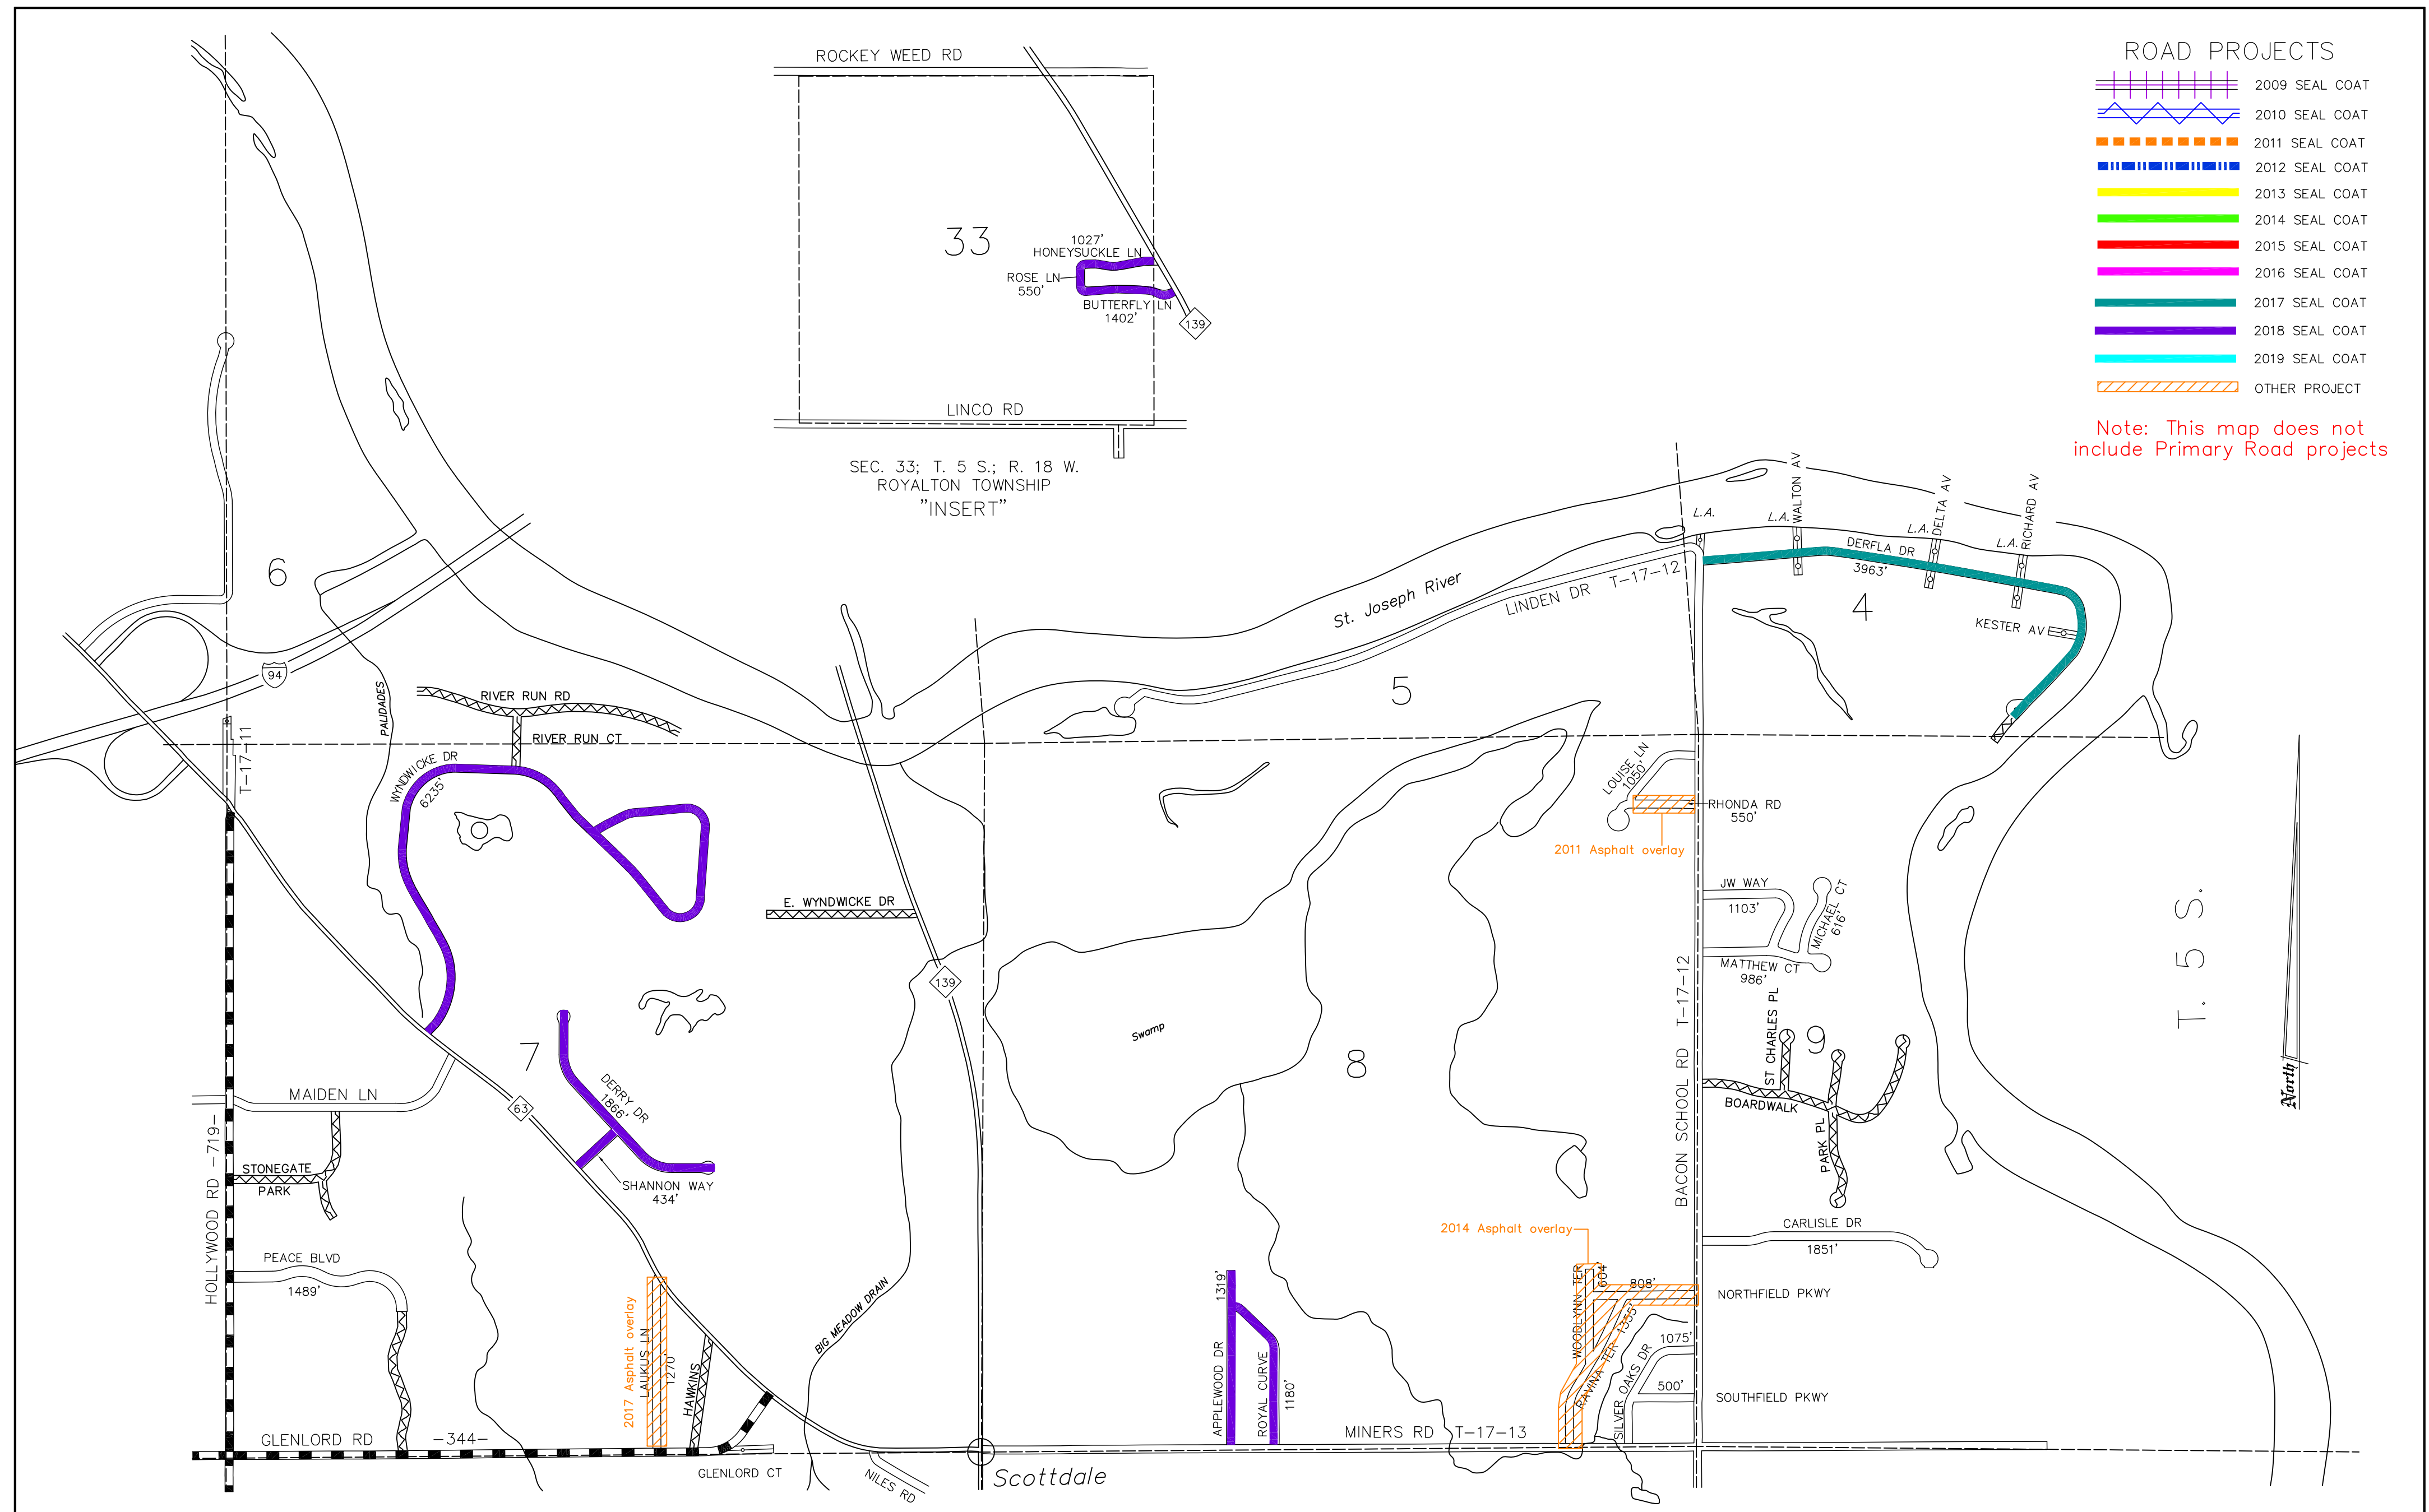 ROCKEY WEED RD
33
1027'
HONEYSUCKLE LN
ROSE LN
550'
BUTTERFLY LN
1402'
139
LINCO RD
SEC. 33; T. 5 S.; R. 18 W.
ROYALTON TOWNSHIP
"INSERT"
ROAD PROJECTS
2009 SEAL COAT
2010 SEAL COAT
2011 SEAL COAT
2012 SEAL COAT
2013 SEAL COAT
2014 SEAL COAT
2015 SEAL COAT
2016 SEAL COAT
2017 SEAL COAT
2018 SEAL COAT
2019 SEAL COAT
OTHER PROJECT
Note: This map does not
include Primary Road projects
6
94
T-17-11
PALIDADES
RIVER RUN RD
RIVER RUN CT
WYNDWICKE DR
6235'
E. WYNDWICKE DR
139
7
63
DERRY DR
1866'
SHANNON WAY
434'
MAIDEN LN
STONEGATE
PARK
HOLLYWOOD RD -719-
PEACE BLVD
1489'
2017 Asphalt overlay
LAUKUS LN
1270'
HAWKINS
GLENLORD RD
-344-
GLENLORD CT
NILES RD
BIG MEADOW DRAIN
Scottdale
St. Joseph River
LINDEN DR T-17-12
5
L.A.
L.A.
WALTON AV
L.A.
DELTA AV
L.A.
RICHARD AV
DERFLA DR
3963'
4
KESTER AV
LOUISE LN
1050'
RHONDA RD
550'
2011 Asphalt overlay
JW WAY
1103'
MICHAEL CT
616'
MATTHEW CT
986'
ST CHARLES PL
9
BOARDWALK
PARK PL
BACON SCHOOL RD T-17-12
Swamp
8
CARLISLE DR
1851'
2014 Asphalt overlay
WOODLYNN TER
604'
808'
NORTHFIELD PKWY
RAVINA TER 1355'
1075'
SILVER OAKS DR
500'
SOUTHFIELD PKWY
APPLEWOOD DR
1319'
ROYAL CURVE
1180'
MINERS RD T-17-13
T. 5 S.
North